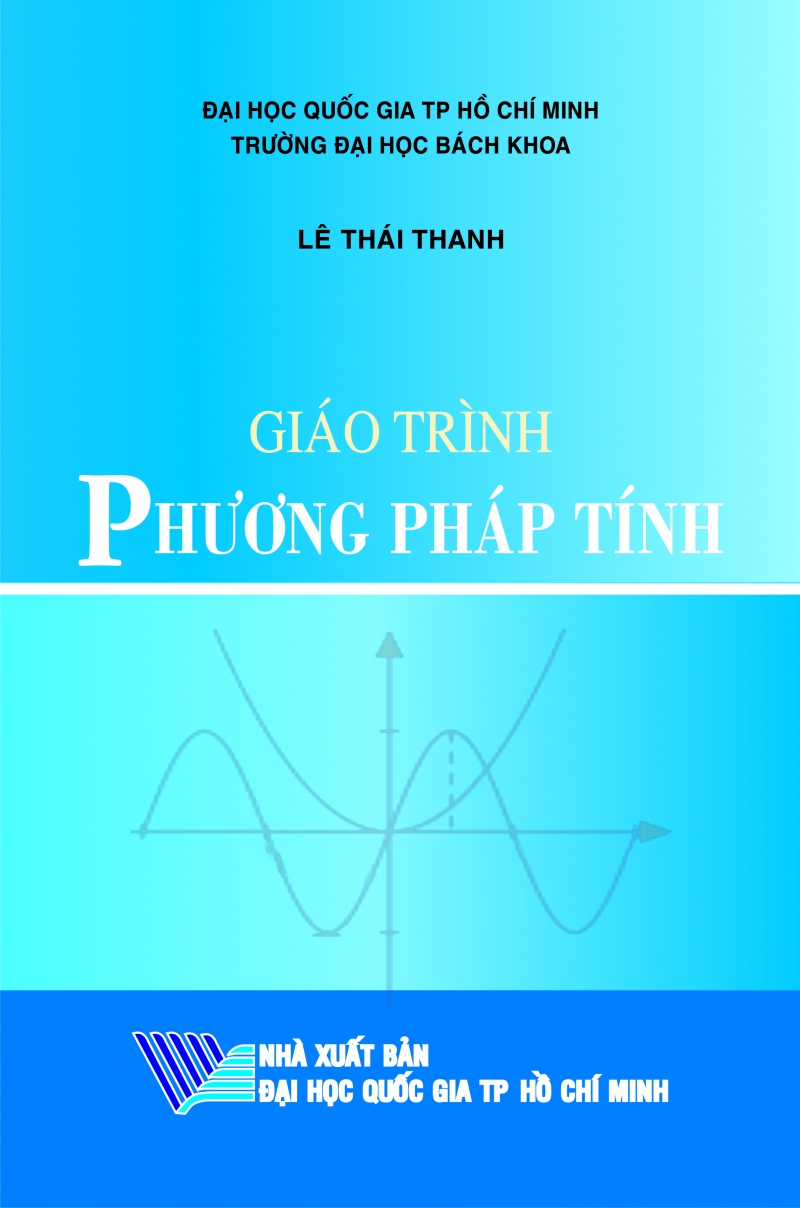 ĐẠI HỌC QUỐC GIA TP HỒ CHÍ MINH
TRƯỜNG ĐẠI HỌC BÁCH KHOA
LÊ THÁI THANH
GIÁO TRÌNH
PHƯƠNG PHÁP TÍNH
NHÀ XUẤT BẢN
ĐẠI HỌC QUỐC GIA TP HỒ CHÍ MINH